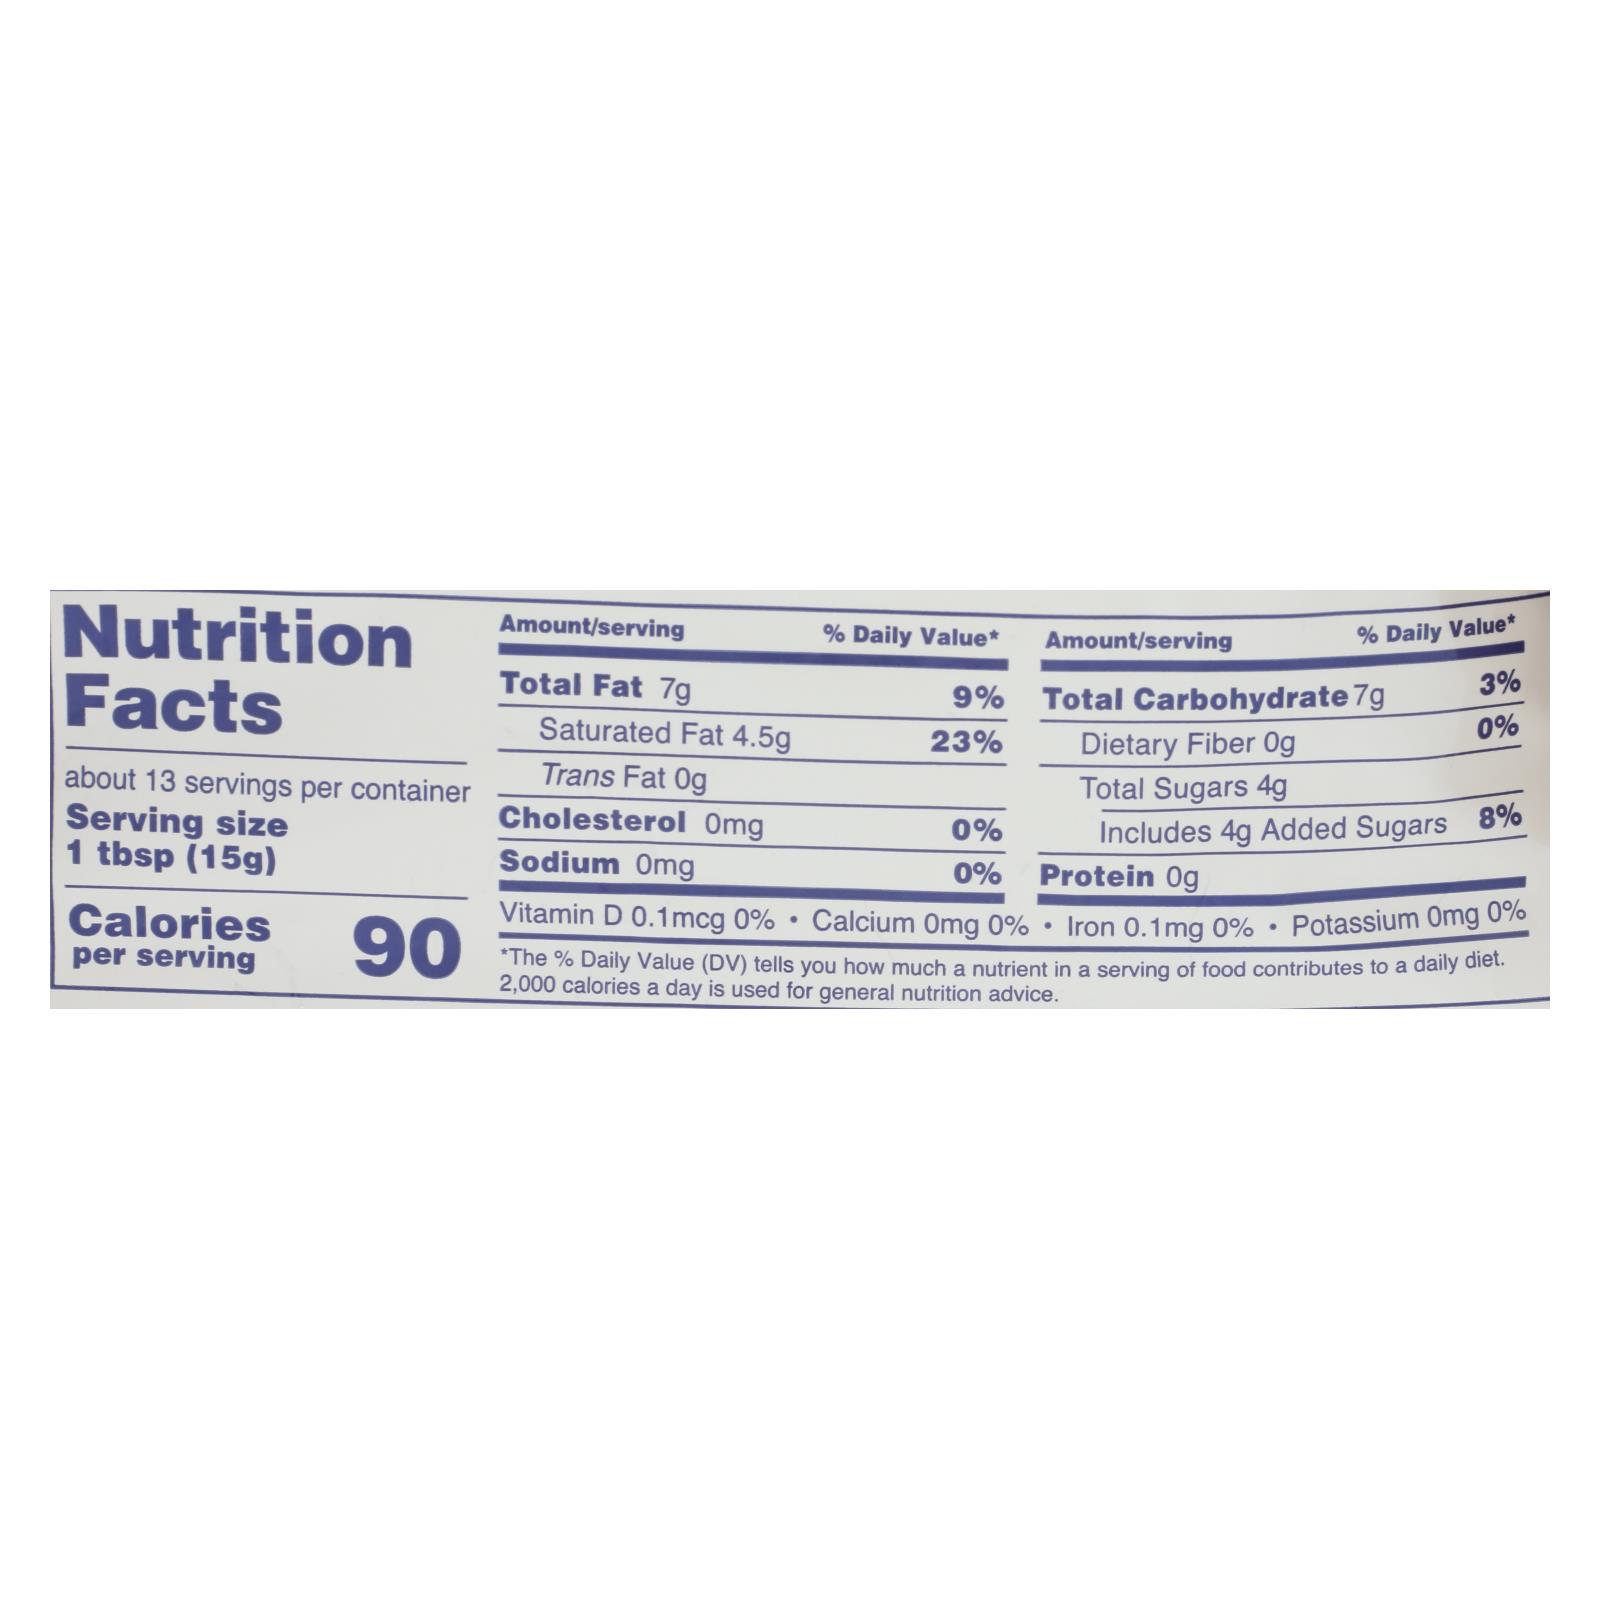 Nutrition
Facts
about 13 servings per container
Serving size
1 tbsp (15g)
Calories
per serving
90
Amount/serving % Daily Value*
Total Fat 7g 9%
Saturated Fat 4.5g 23%
Trans Fat 0g
Cholesterol 0mg 0%
Sodium 0mg 0%
Amount/serving % Daily Value*
Total Carbohydrate 7g 3%
Dietary Fiber 0g 0%
Total Sugars 4g
Includes 4g Added Sugars 8%
Protein 0g
Vitamin D 0.1mcg 0% • Calcium 0mg 0% • Iron 0.1mg 0% • Potassium 0mg 0%
*The % Daily Value (DV) tells you how much a nutrient in a serving of food contributes to a daily diet.
2,000 calories a day is used for general nutrition advice.